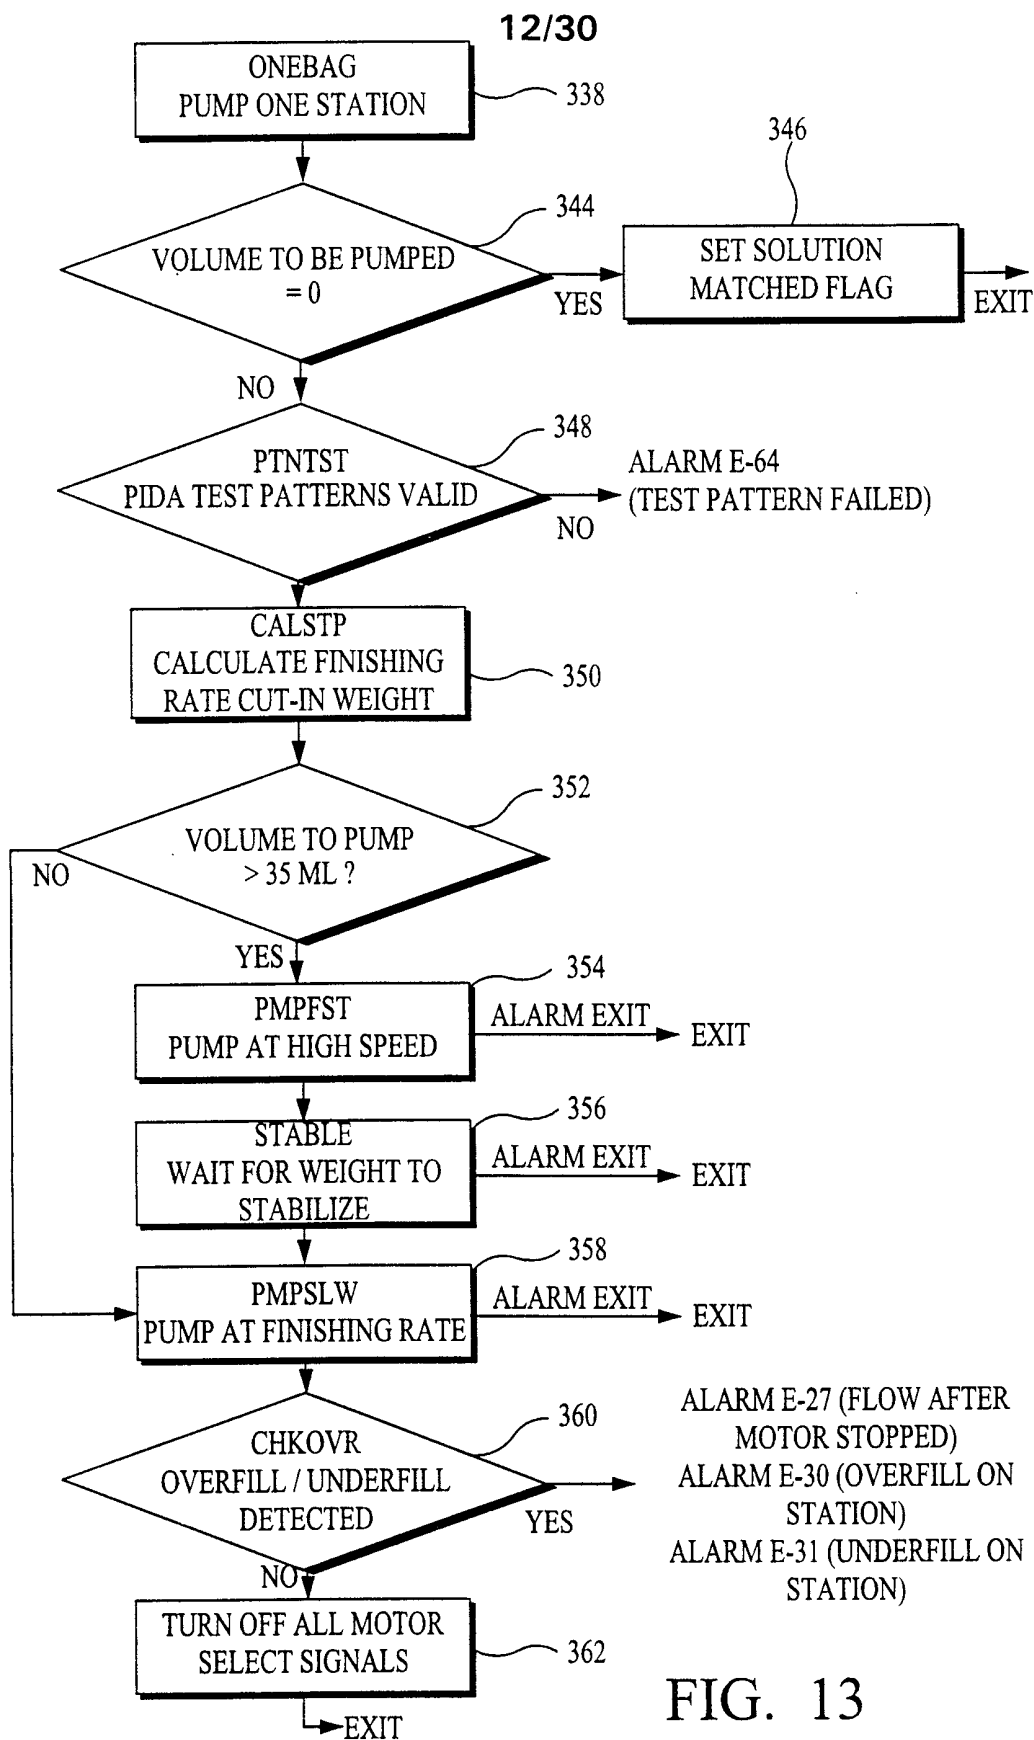 12/30
ONEBAG
PUMP ONE STATION
338
346
344
VOLUME TO BE PUMPED
= 0
YES
SET SOLUTION
MATCHED FLAG
EXIT
NO
348
PTNTST
PIDA TEST PATTERNS VALID
NO
ALARM E-64
(TEST PATTERN FAILED)
CALSTP
CALCULATE FINISHING
RATE CUT-IN WEIGHT
350
352
VOLUME TO PUMP
> 35 ML ?
NO
YES
354
PMPFST
PUMP AT HIGH SPEED
ALARM EXIT
EXIT
356
STABLE
WAIT FOR WEIGHT TO
STABILIZE
ALARM EXIT
EXIT
358
PMPSLW
PUMP AT FINISHING RATE
ALARM EXIT
EXIT
360
CHKOVR
OVERFILL / UNDERFILL
DETECTED
YES
ALARM E-27 (FLOW AFTER
MOTOR STOPPED)
ALARM E-30 (OVERFILL ON
STATION)
ALARM E-31 (UNDERFILL ON
STATION)
NO
TURN OFF ALL MOTOR
SELECT SIGNALS
362
EXIT
FIG. 13